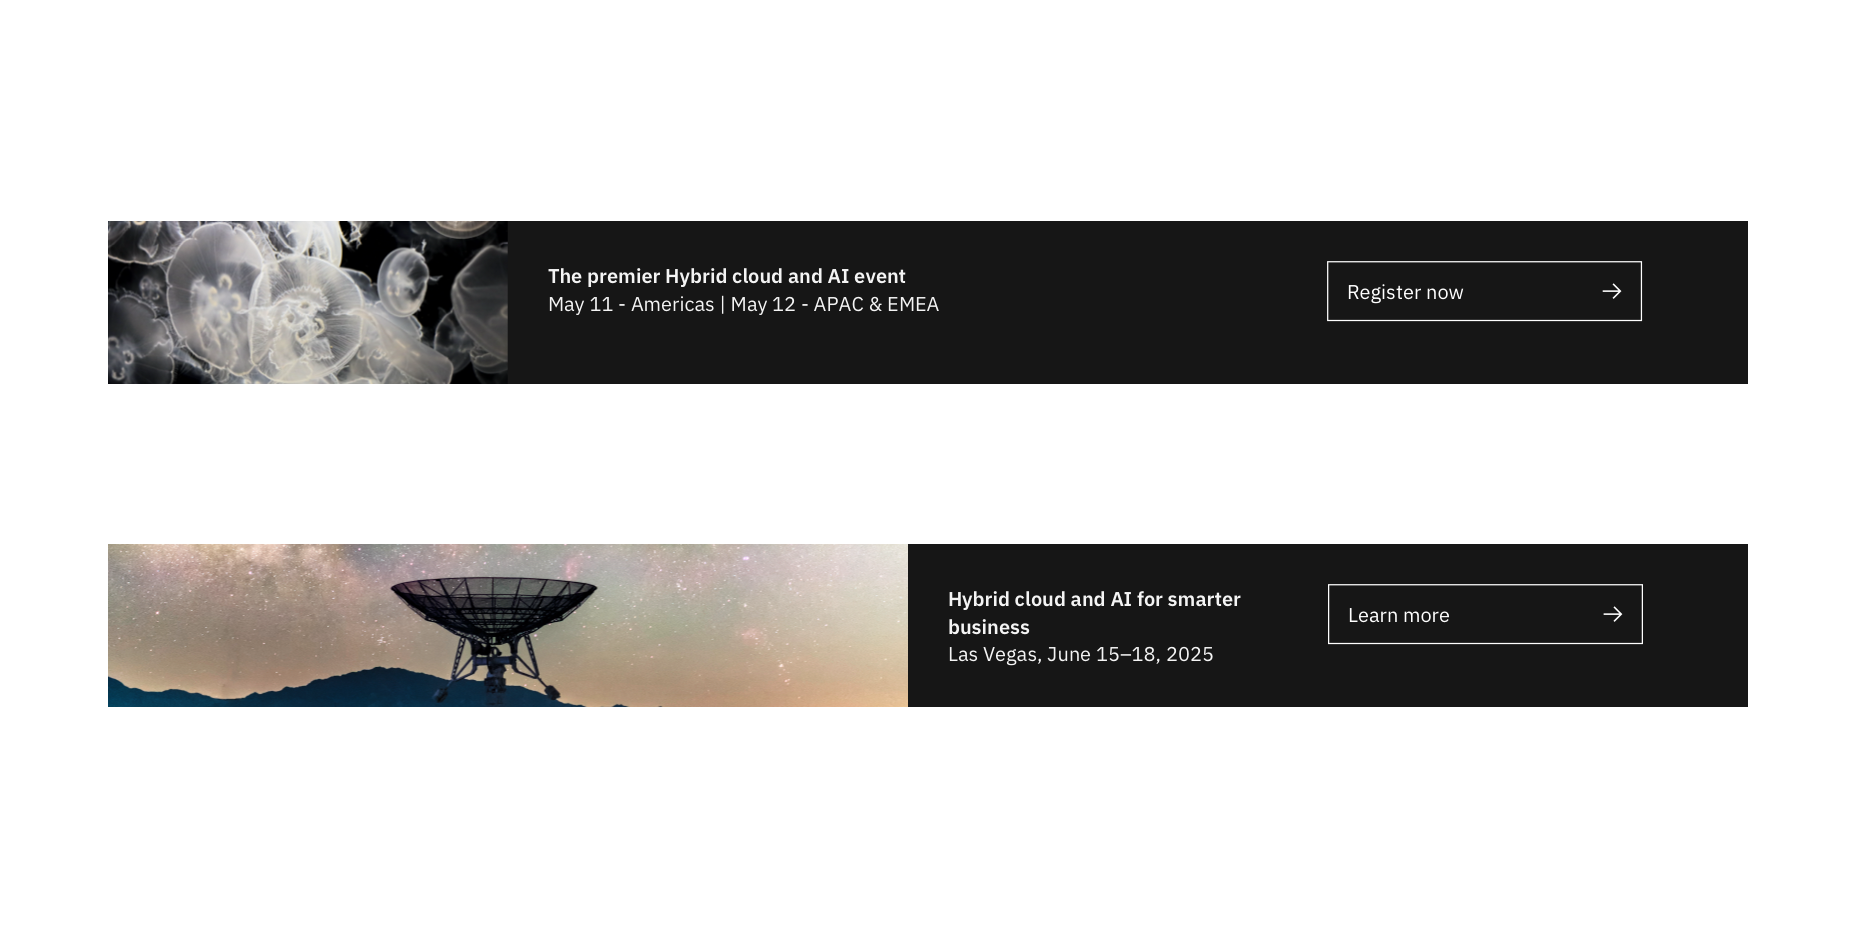 The premier Hybrid cloud and AI event
May 11 - Americas | May 12 - APAC & EMEA
Register now
Hybrid cloud and AI for smarter
business
Las Vegas, June 15–18, 2025
Learn more